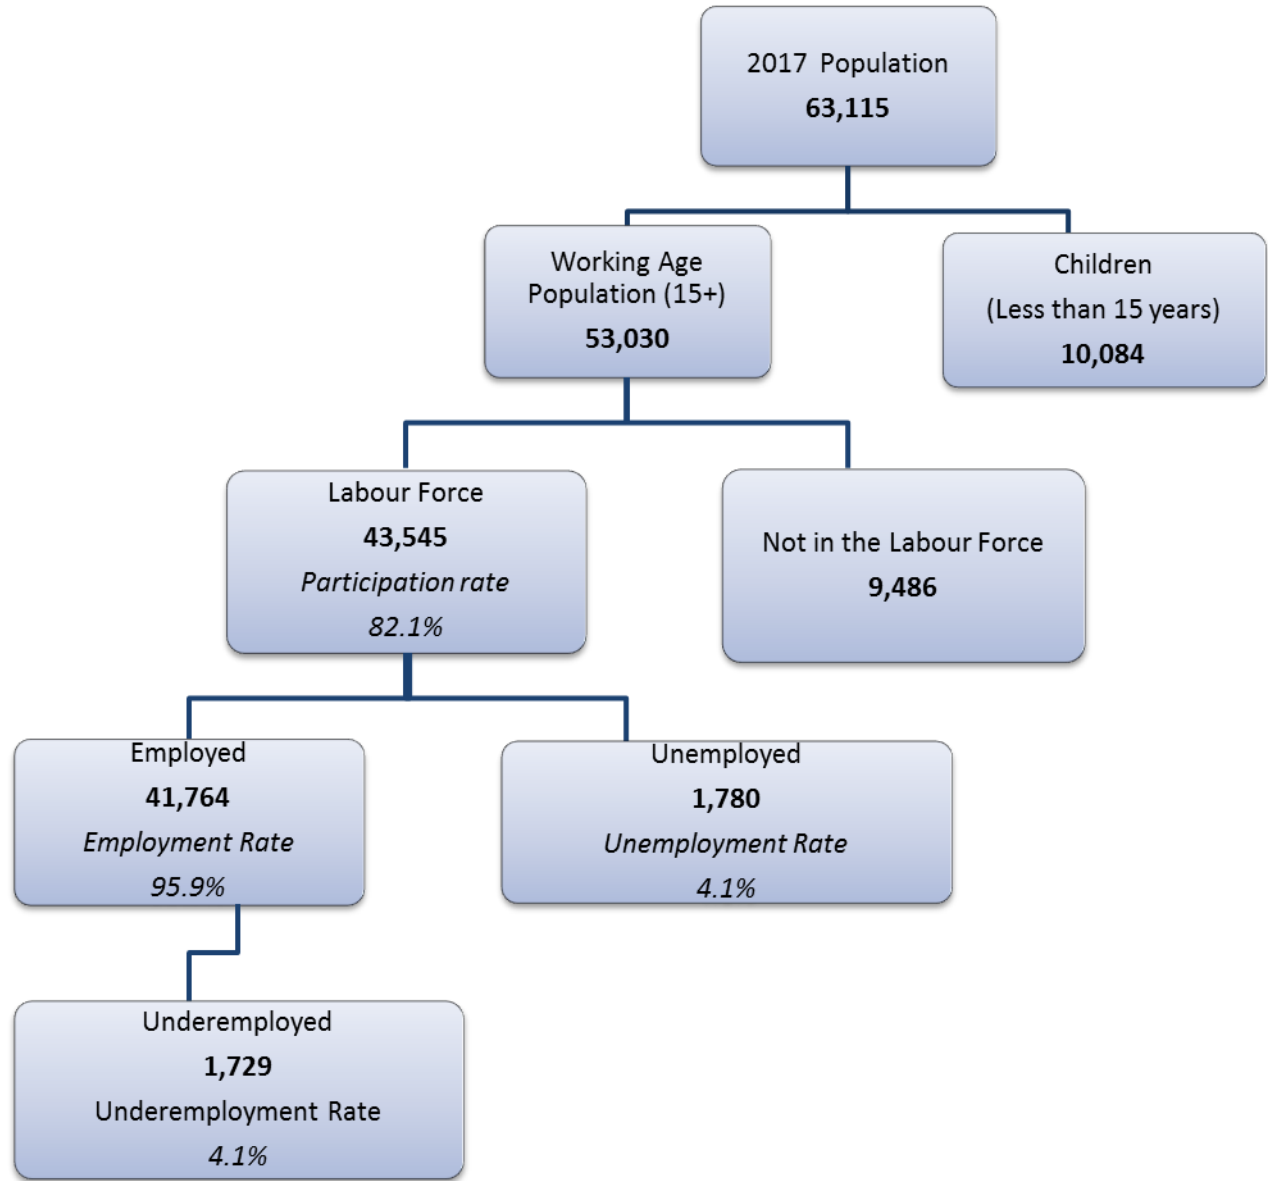 2017 Population
63,115
Working Age
Population (15+)
53,030
Children
(Less than 15 years)
10,084
Labour Force
43,545
Participation rate
82.1%
Not in the Labour Force
9,486
Employed
41,764
Employment Rate
95.9%
Unemployed
1,780
Unemployment Rate
4.1%
Underemployed
1,729
Underemployment Rate
4.1%